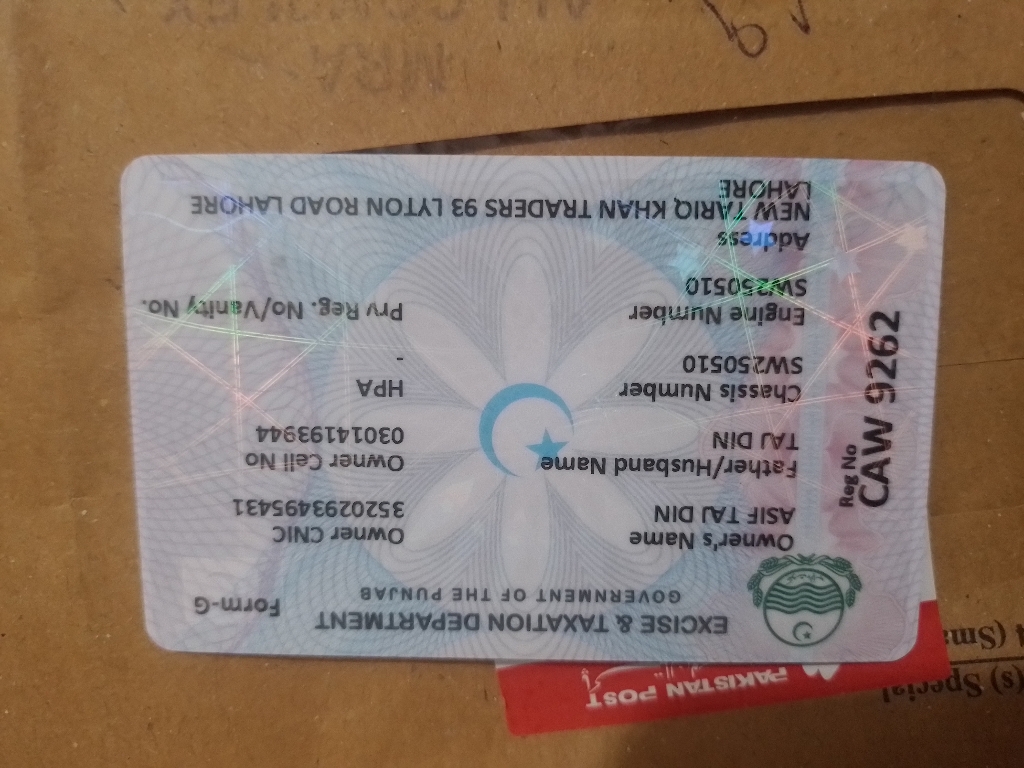 EXCISE & TAXATION DEPARTMENT
GOVERNMENT OF THE PUNJAB
Form-G
Owner's Name
ASIF TAJ DIN
Owner CNIC
3520293495431
Father/Husband Name
TAJ DIN
Owner Cell No
03014193944
Chassis Number
SW250510
HPA
-
Engine Number
SW250510
Prv Reg. No/Vanity No.
Address
NEW TARIQ KHAN TRADERS 93 LYTON ROAD LAHORE
LAHORE
Reg No
CAW 9262
PAKISTAN POST
(s) Special
(Sma